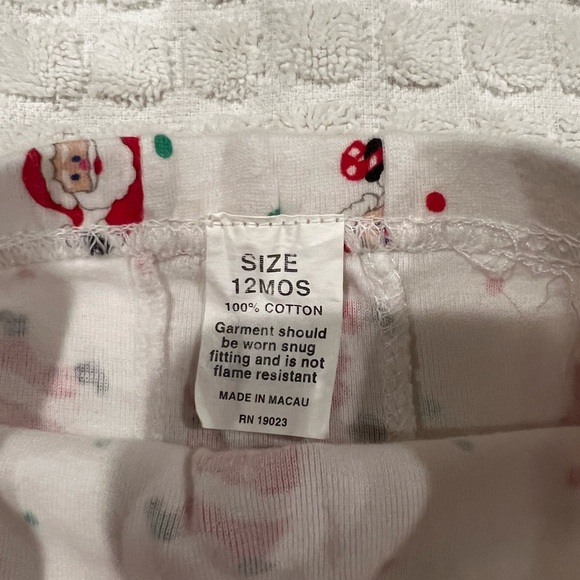 SIZE
12MOS
100% COTTON
Garment should
be worn snug
fitting and is not
flame resistant
MADE IN MACAU
RN 19023